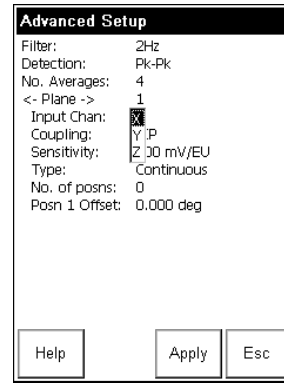 Advanced Setup
Filter: 2Hz
Detection: Pk-Pk
No. Averages: 4
<- Plane -> 1
Input Chan: X
Coupling: Y
Sensitivity: Z 00 mV/EU
Type: Continuous
No. of posns: 0
Posn 1 Offset: 0.000 deg
Help Apply Esc